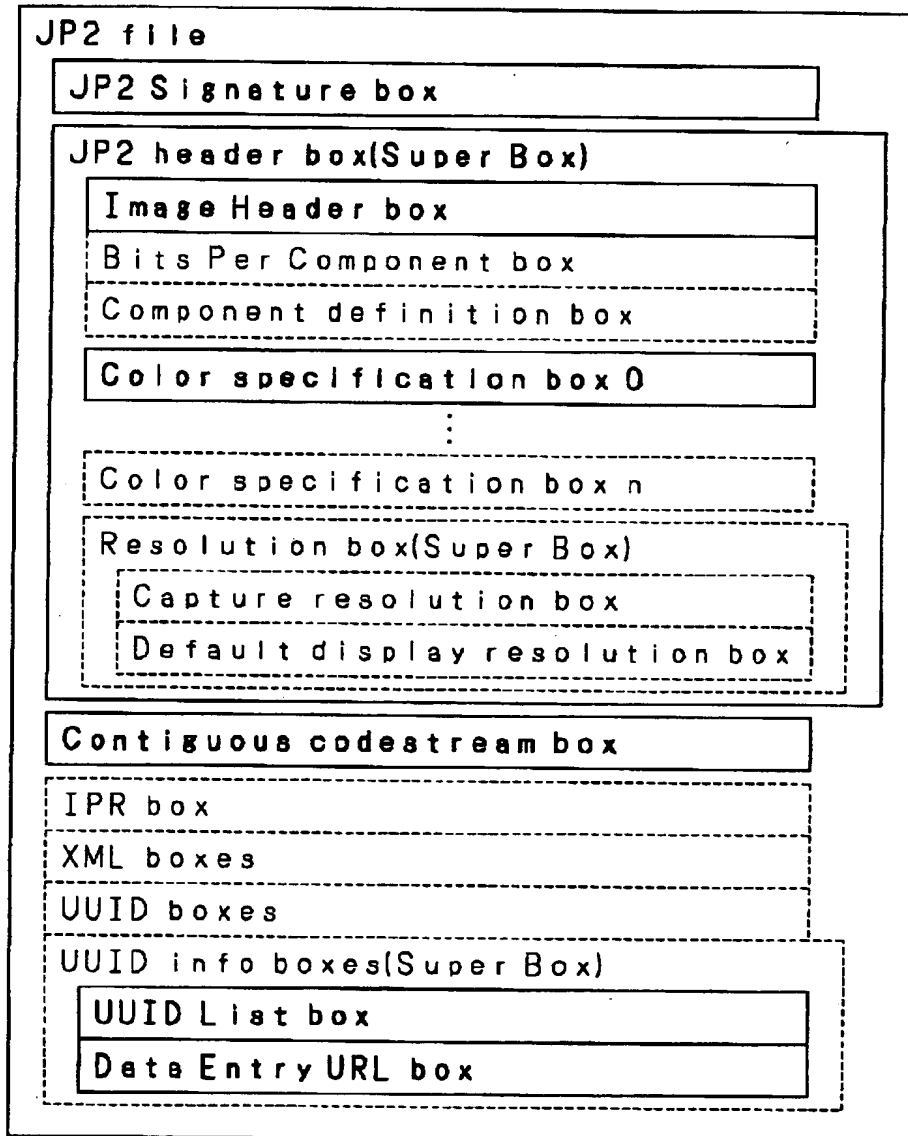 JP2 file
JP2 Signature box
JP2 header box(Super Box)
Image Header box
Bits Per Component box
Component definition box
Color specification box 0
Color specification box n
Resolution box(Super Box)
Capture resolution box
Default display resolution box
Contiguous codestream box
IPR box
XML boxes
UUID boxes
UUID info boxes(Super Box)
UUID List box
Data Entry URL box